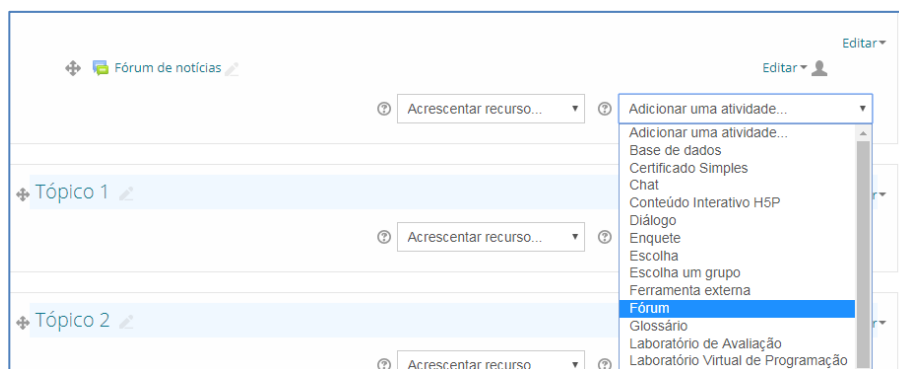 Editar
Fórum de notícias
Editar
Acrescentar recurso...
Adicionar uma atividade...
Adicionar uma atividade...
Base de dados
Certificado Simples
Chat
Conteúdo Interativo H5P
Diálogo
Enquete
Escolha
Escolha um grupo
Ferramenta externa
Fórum
Glossário
Laboratório de Avaliação
Laboratório Virtual de Programação
Tópico 1
Acrescentar recurso...
Tópico 2
Acrescentar recurso...